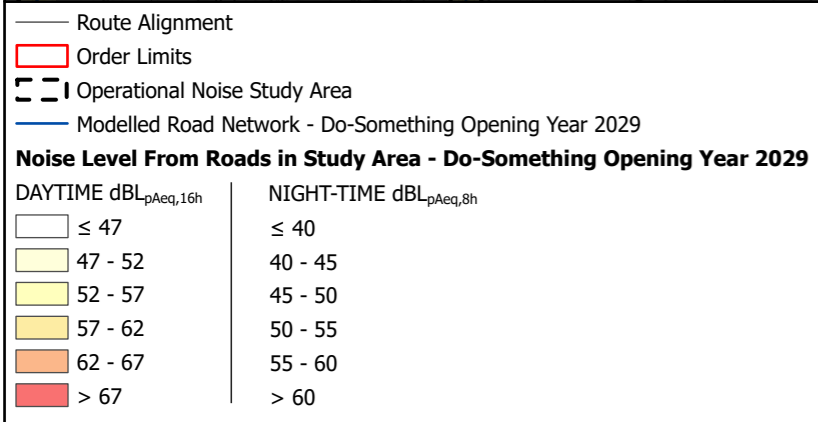 Route Alignment
Order Limits
Operational Noise Study Area
Modelled Road Network - Do-Something Opening Year 2029
Noise Level From Roads in Study Area - Do-Something Opening Year 2029
DAYTIME dBLpAeq,16h NIGHT-TIME dBLpAeq,8h
≤ 47 ≤ 40
47 - 52 40 - 45
52 - 57 45 - 50
57 - 62 50 - 55
62 - 67 55 - 60
> 67 > 60